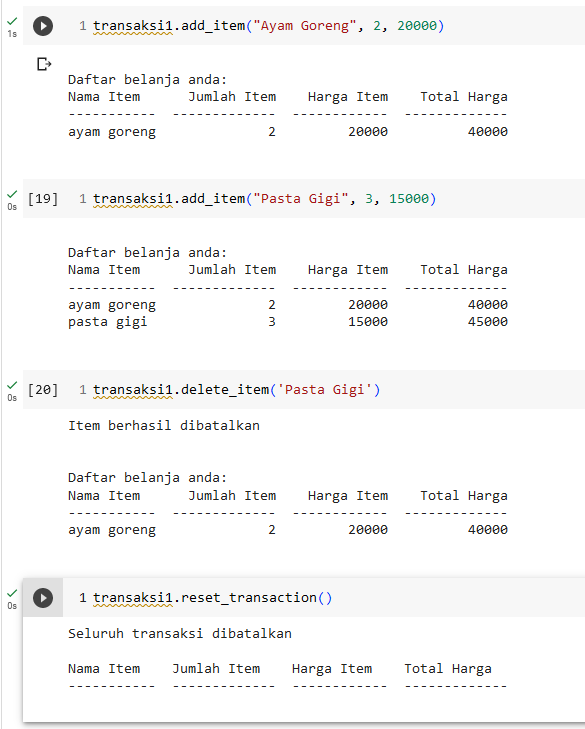 1s
1 transaksi1.add_item("Ayam Goreng", 2, 20000)
Daftar belanja anda:
Nama Item      Jumlah Item    Harga Item    Total Harga
-----------  -------------  ------------  -------------
ayam goreng              2         20000          40000
0s
[19] 1 transaksi1.add_item("Pasta Gigi", 3, 15000)
Daftar belanja anda:
Nama Item      Jumlah Item    Harga Item    Total Harga
-----------  -------------  ------------  -------------
ayam goreng              2         20000          40000
pasta gigi               3         15000          45000
0s
[20] 1 transaksi1.delete_item('Pasta Gigi')
Item berhasil dibatalkan
Daftar belanja anda:
Nama Item      Jumlah Item    Harga Item    Total Harga
-----------  -------------  ------------  -------------
ayam goreng              2         20000          40000
0s
1 transaksi1.reset_transaction()
Seluruh transaksi dibatalkan
Nama Item    Jumlah Item    Harga Item    Total Harga
-----------  -------------  ------------  -------------